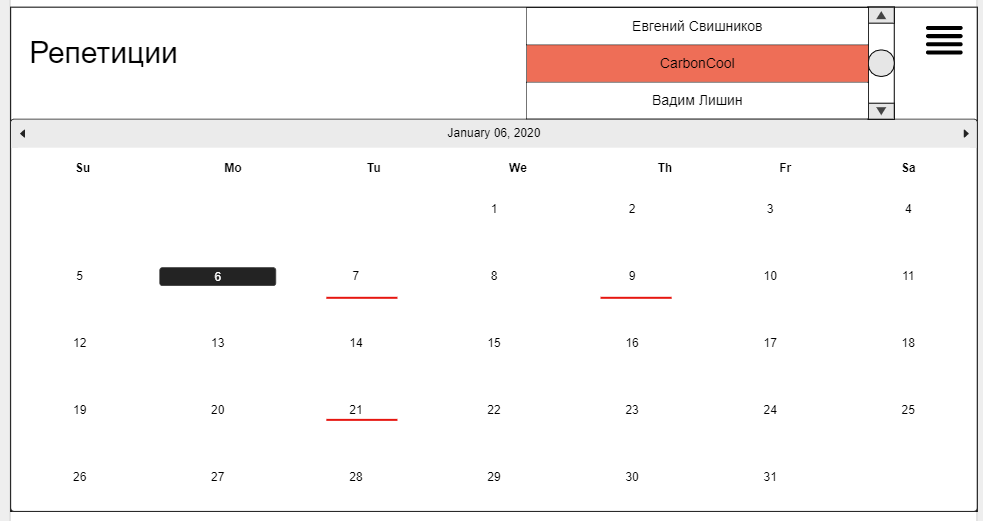 Репетиции
Евгений Свишников
CarbonCool
Вадим Лишин
January 06, 2020
Su Mo Tu We Th Fr Sa
1 2 3 4
5 6 7 8 9 10 11
12 13 14 15 16 17 18
19 20 21 22 23 24 25
26 27 28 29 30 31